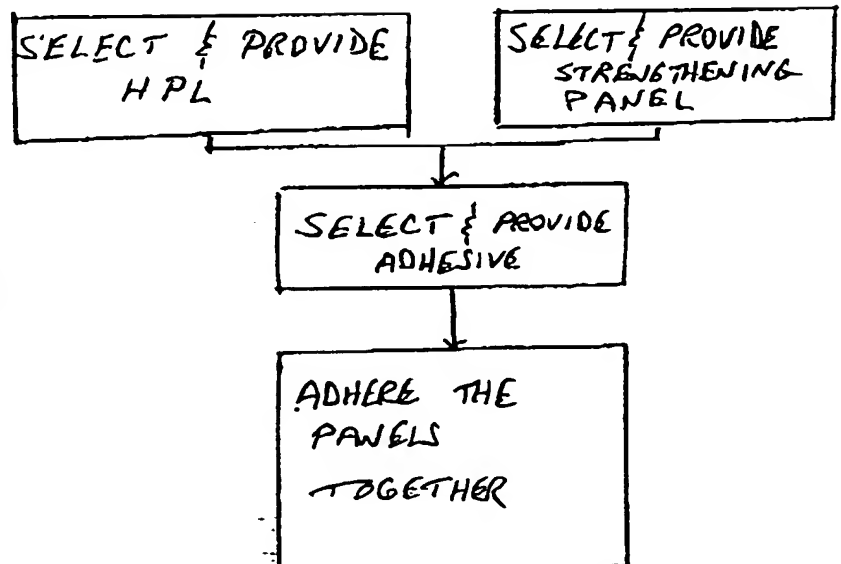 SELECT & PROVIDE
HPL
SELECT & PROVIDE
STRENGTHENING
PANEL
SELECT & PROVIDE
ADHESIVE
ADHERE THE
PANELS
TOGETHER